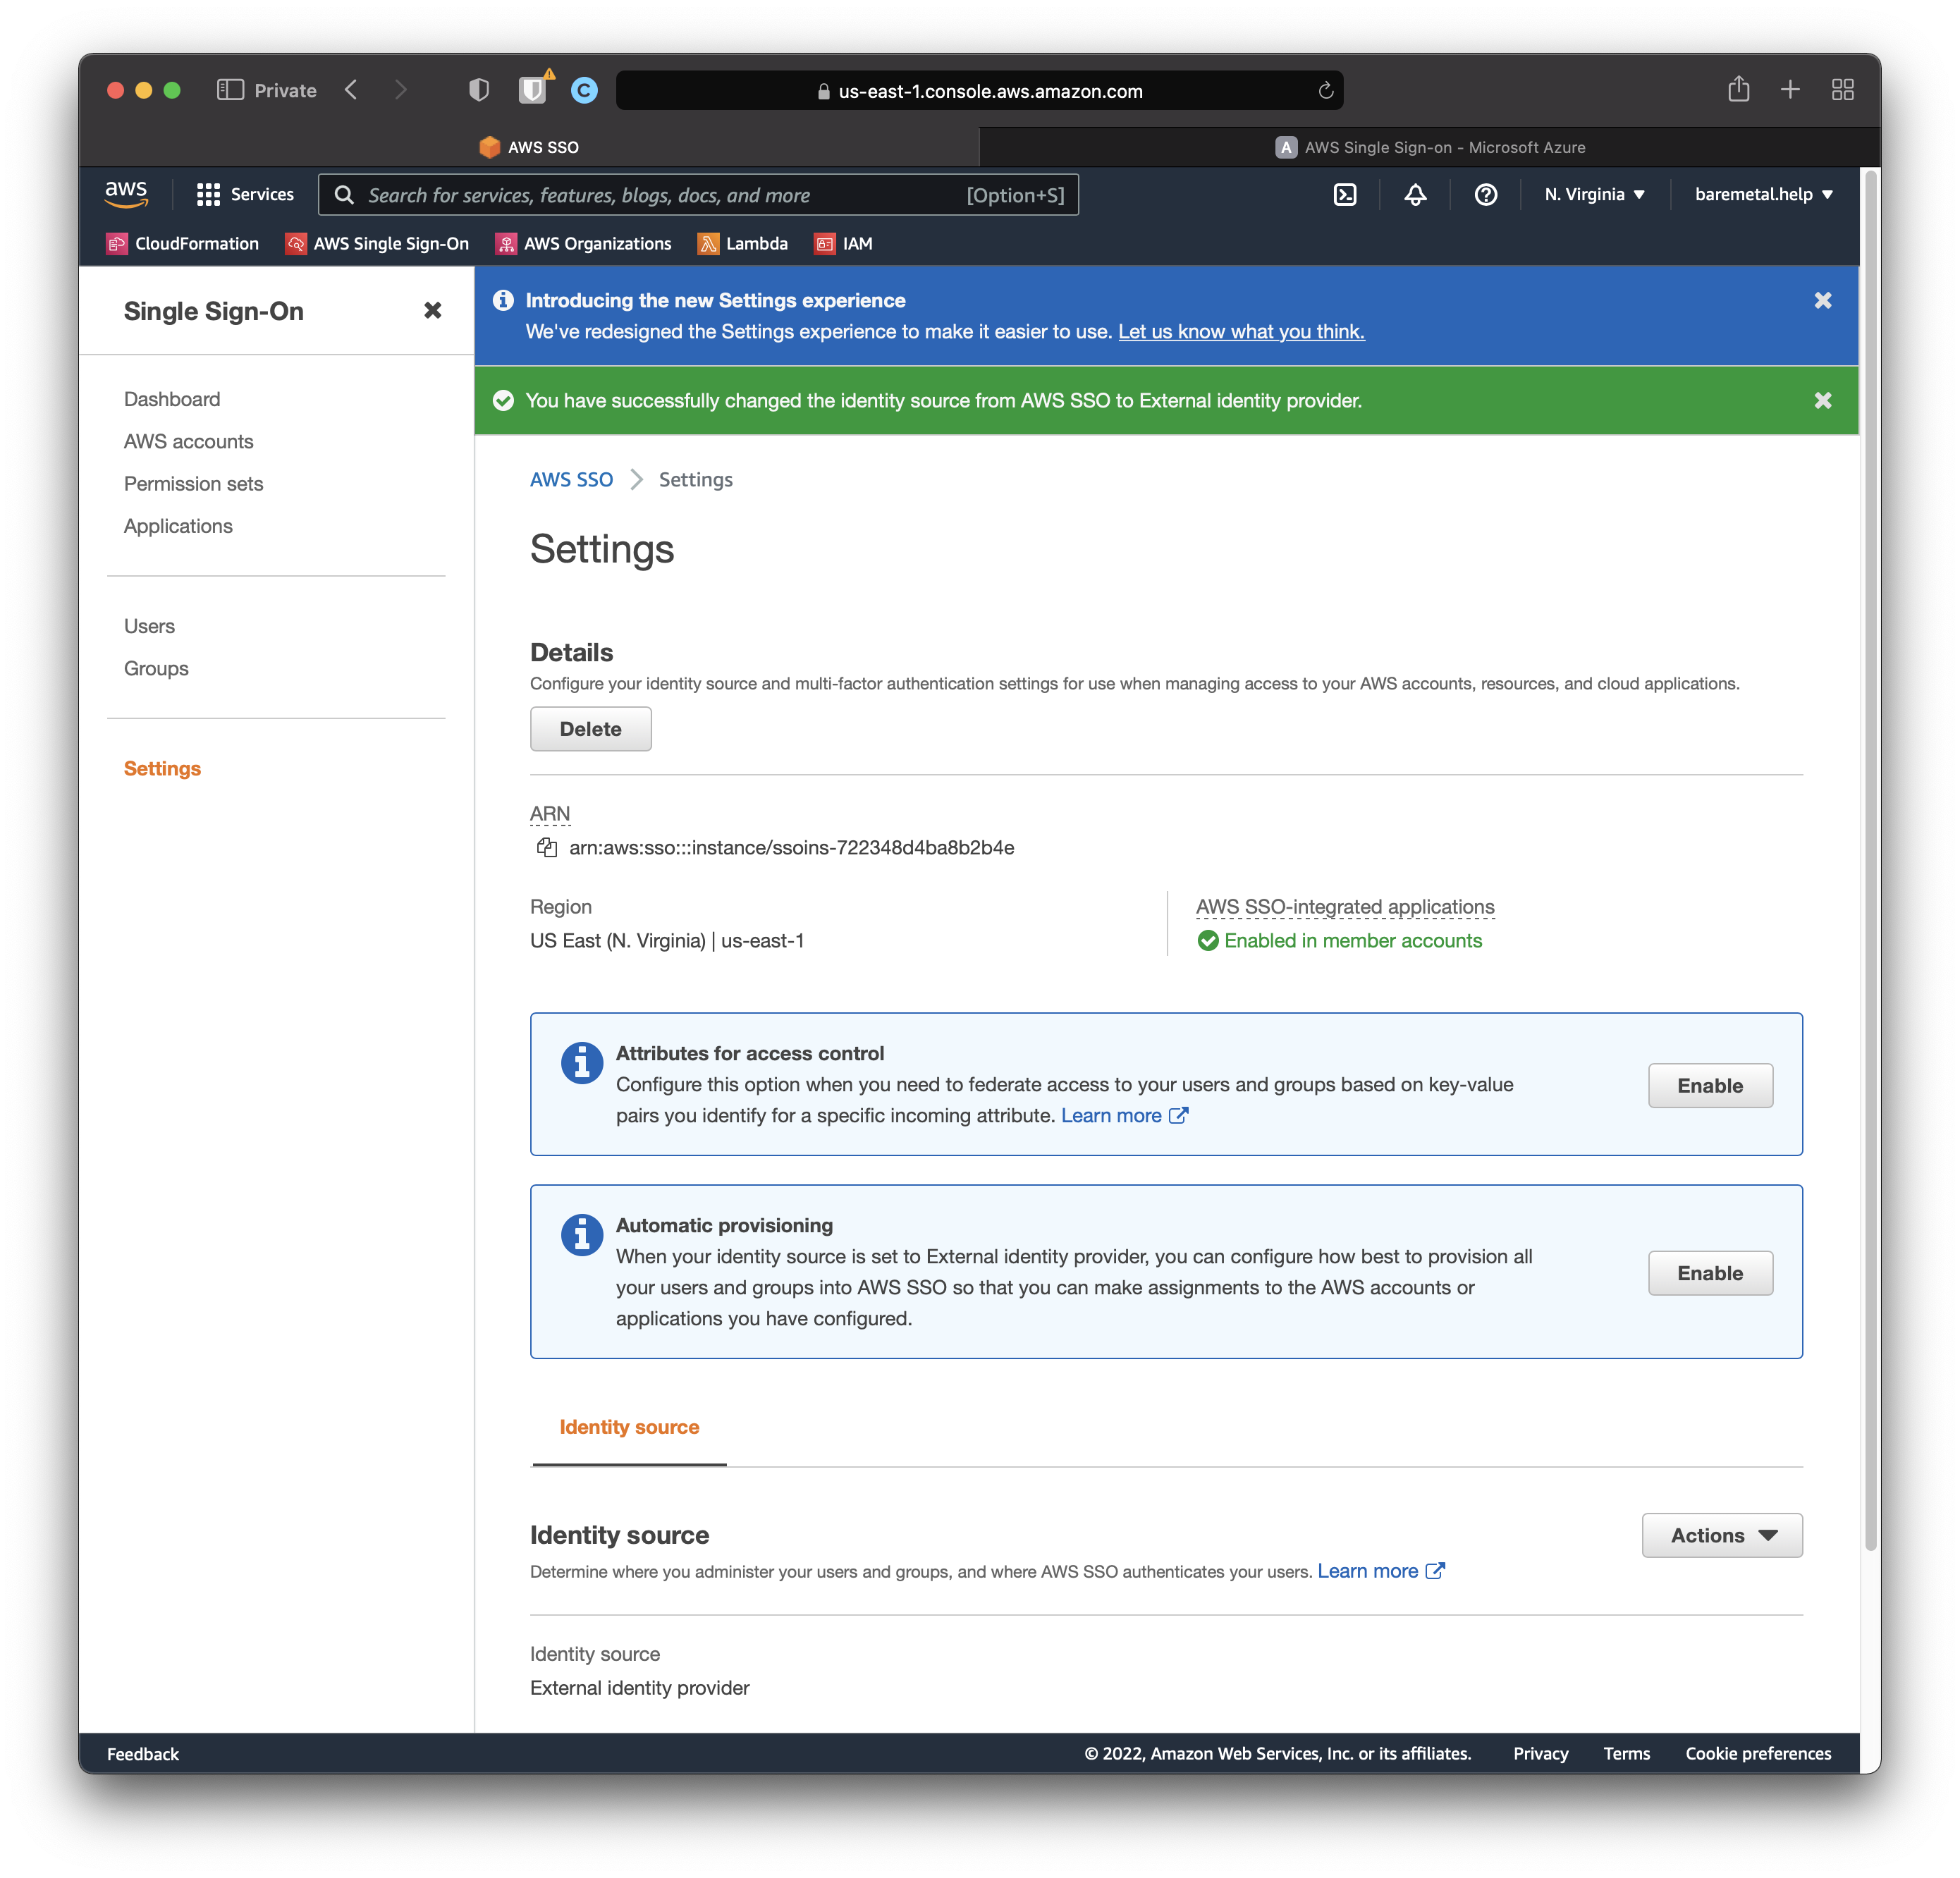 Private
us-east-1.console.aws.amazon.com
AWS SSO
A AWS Single Sign-on - Microsoft Azure
aws
Services
Search for services, features, blogs, docs, and more [Option+S]
N. Virginia
baremetal.help
CloudFormation
AWS Single Sign-On
AWS Organizations
Lambda
IAM
Single Sign-On
Dashboard
AWS accounts
Permission sets
Applications
Users
Groups
Settings
Introducing the new Settings experience
We've redesigned the Settings experience to make it easier to use. Let us know what you think.
You have successfully changed the identity source from AWS SSO to External identity provider.
AWS SSO > Settings
Settings
Details
Configure your identity source and multi-factor authentication settings for use when managing access to your AWS accounts, resources, and cloud applications.
Delete
ARN
arn:aws:sso:::instance/ssoins-722348d4ba8b2b4e
Region
US East (N. Virginia) | us-east-1
AWS SSO-integrated applications
Enabled in member accounts
Attributes for access control
Configure this option when you need to federate access to your users and groups based on key-value
pairs you identify for a specific incoming attribute. Learn more
Enable
Automatic provisioning
When your identity source is set to External identity provider, you can configure how best to provision all
your users and groups into AWS SSO so that you can make assignments to the AWS accounts or
applications you have configured.
Enable
Identity source
Identity source
Determine where you administer your users and groups, and where AWS SSO authenticates your users. Learn more
Actions
Identity source
External identity provider
Feedback
© 2022, Amazon Web Services, Inc. or its affiliates.
Privacy
Terms
Cookie preferences